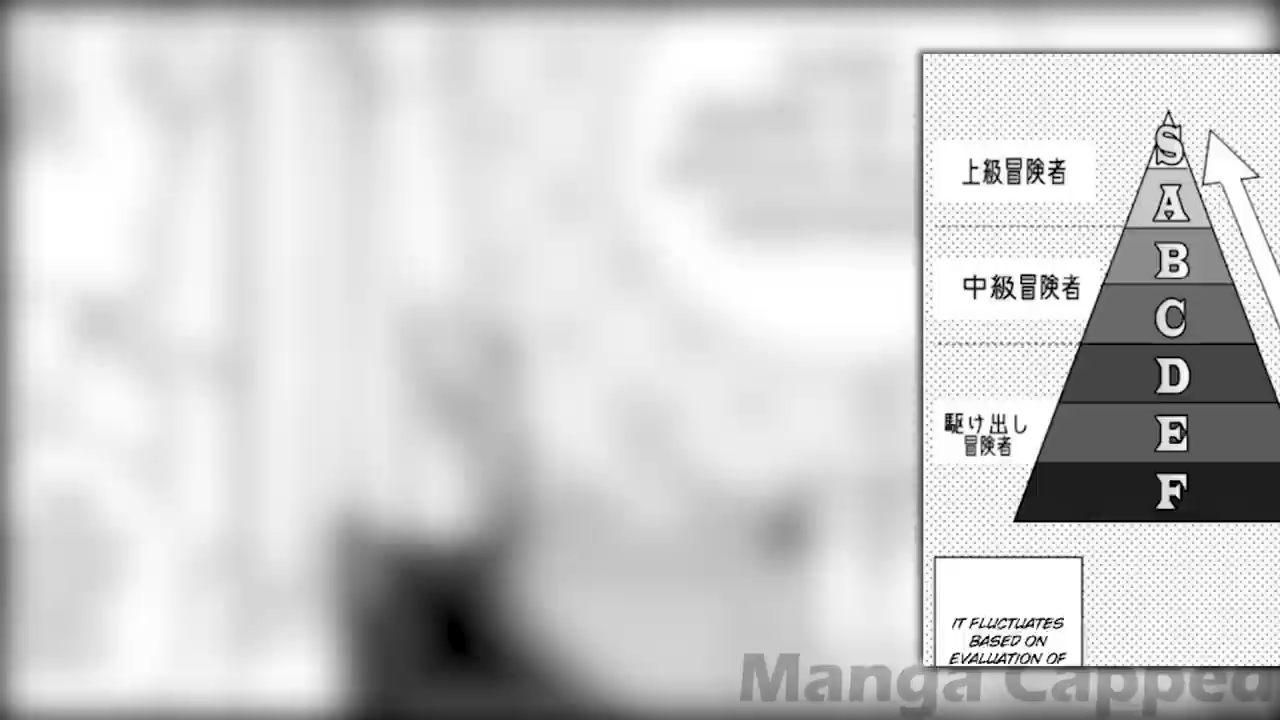 S
上級冒険者
A
B
中級冒険者
C
D
駆け出し
冒険者
E
F
IT FLUCTUATES
BASED ON
EVALUATION OF
Manga Capped